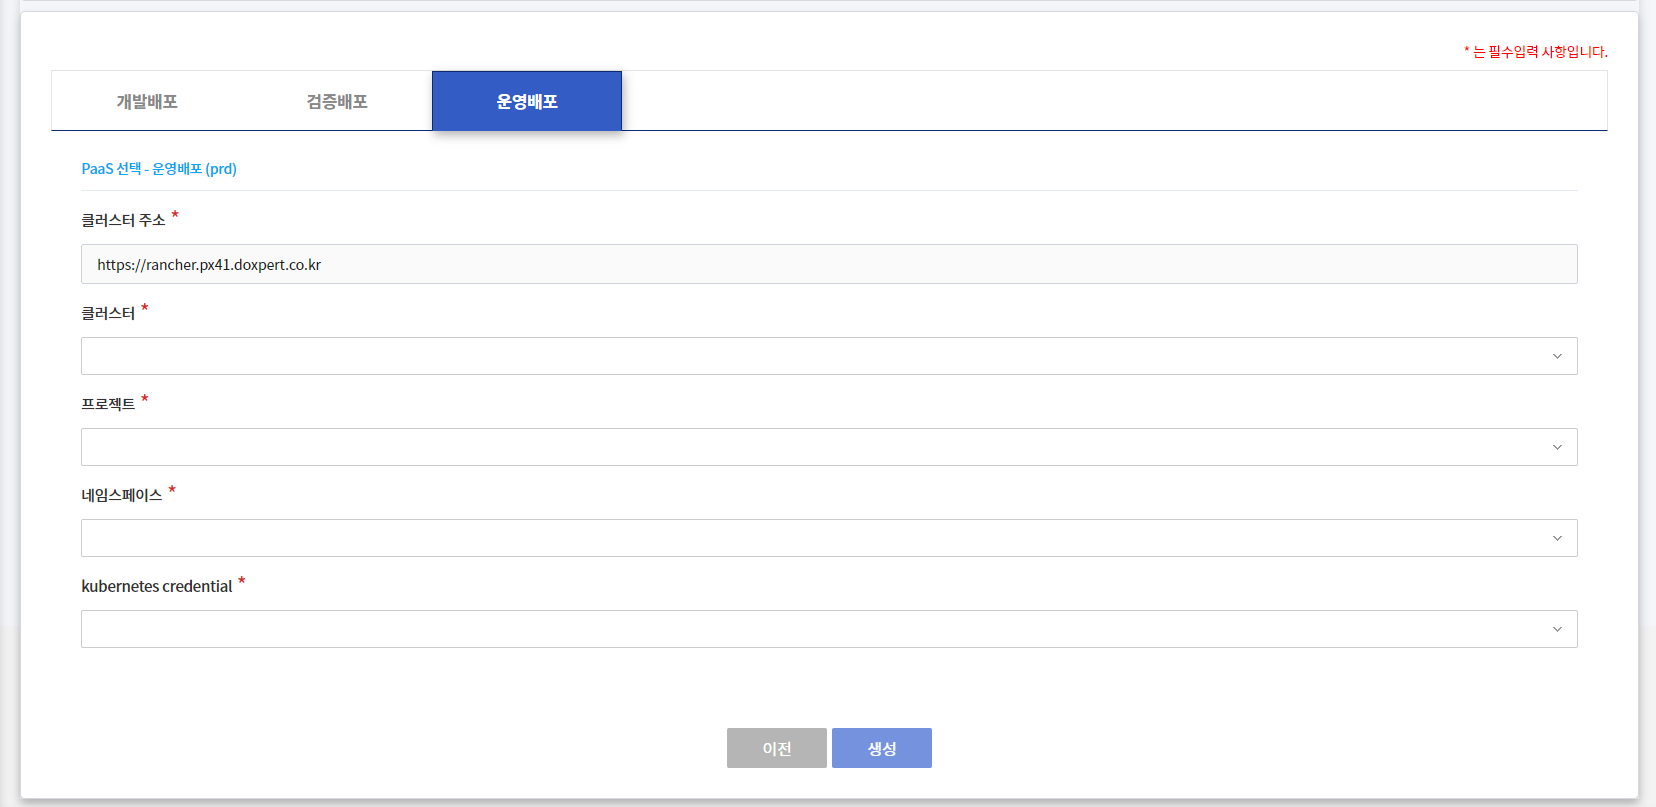 * 는 필수입력 사항입니다.
개발배포 검증배포 운영배포
PaaS 선택 - 운영배포 (prd)
클러스터 주소 *
https://rancher.px41.doxpert.co.kr
클러스터 *
프로젝트 *
네임스페이스 *
kubernetes credential *
이전 생성